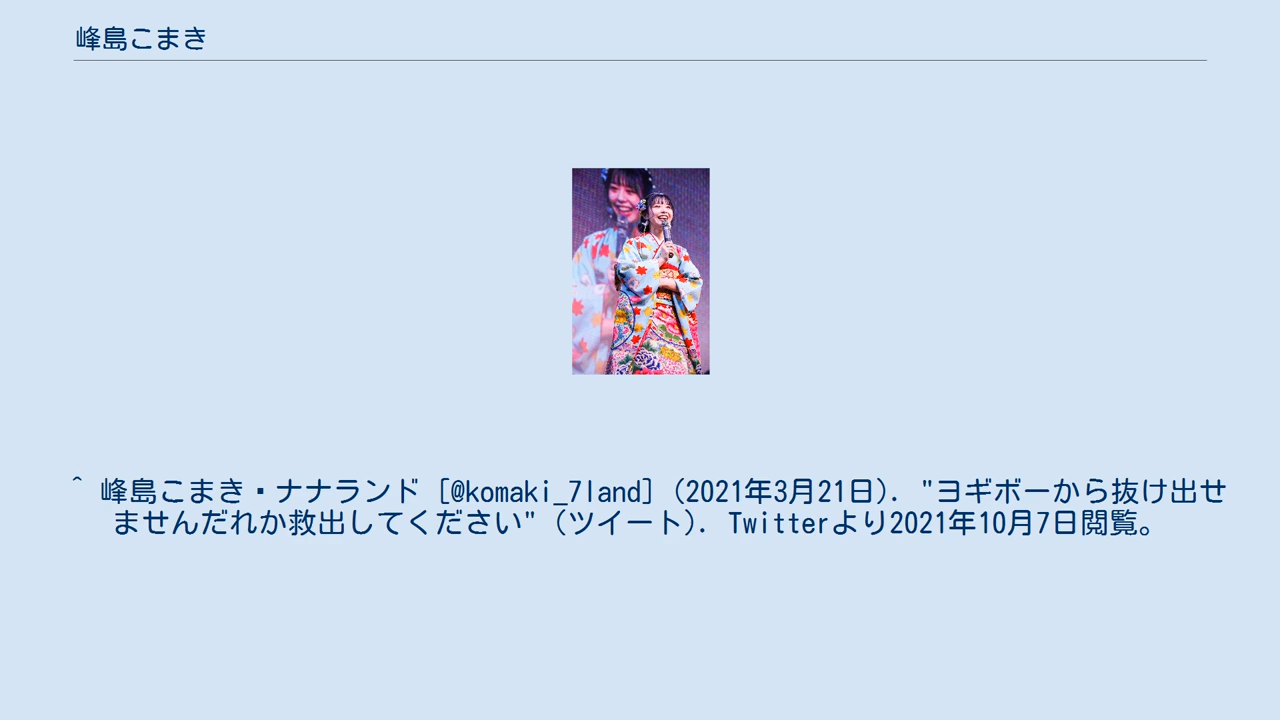 峰島こまき
^ 峰島こまき・ナナランド [@komaki_7land] (2021年3月21日). "ヨギボーから抜け出せ
ませんだれか救出してください" (ツイート). Twitterより2021年10月7日閲覧。